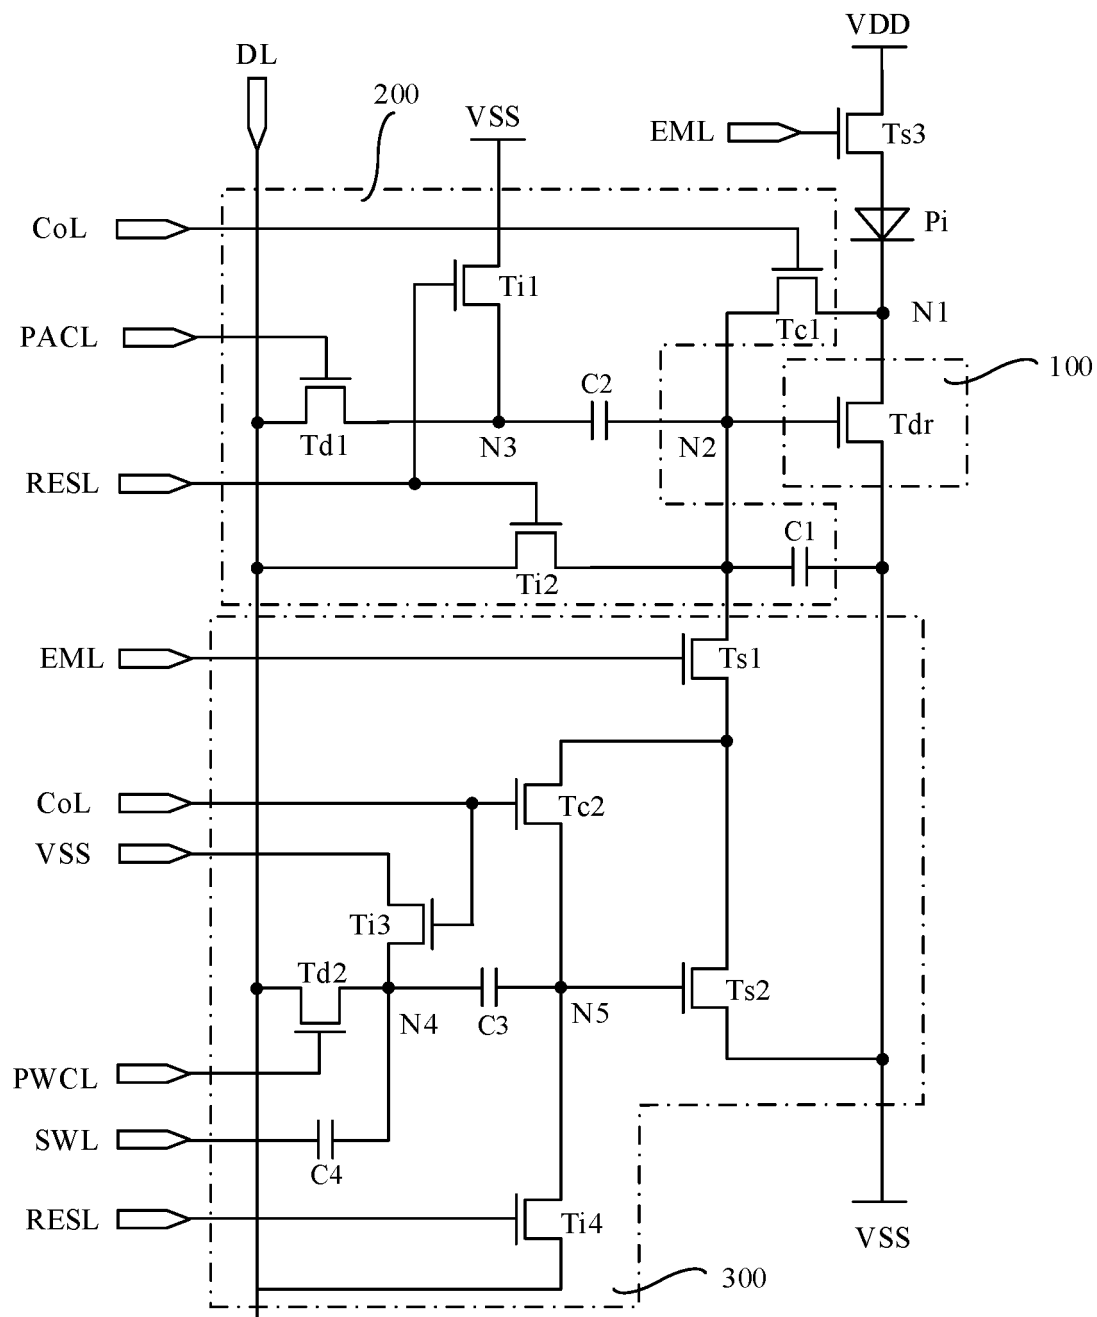 VDD
DL
200
VSS
EML
Ts3
CoL
Pi
Ti1
N1
Tc1
PACL
100
C2
Tdr
Td1
N3
N2
RESL
C1
Ti2
EML
Ts1
CoL
Tc2
VSS
Ti3
Td2
Ts2
N4
C3
N5
PWCL
SWL
C4
RESL
Ti4
VSS
300